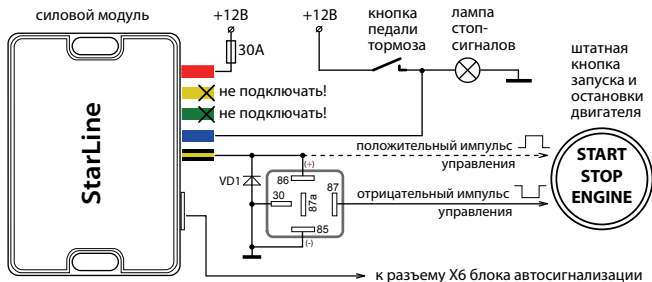 силовой модуль
+12В
+12В
кнопка
педали
тормоза
лампа
стоп-
сигналов
30А
штатная
кнопка
запуска и
остановки
двигателя
не подключать!
не подключать!
StarLine
положительный импульс
управления
START
STOP
ENGINE
VD1
86
(+)
30
87а
87
85
(-)
отрицательный импульс
управления
к разъему Х6 блока автосигнализации